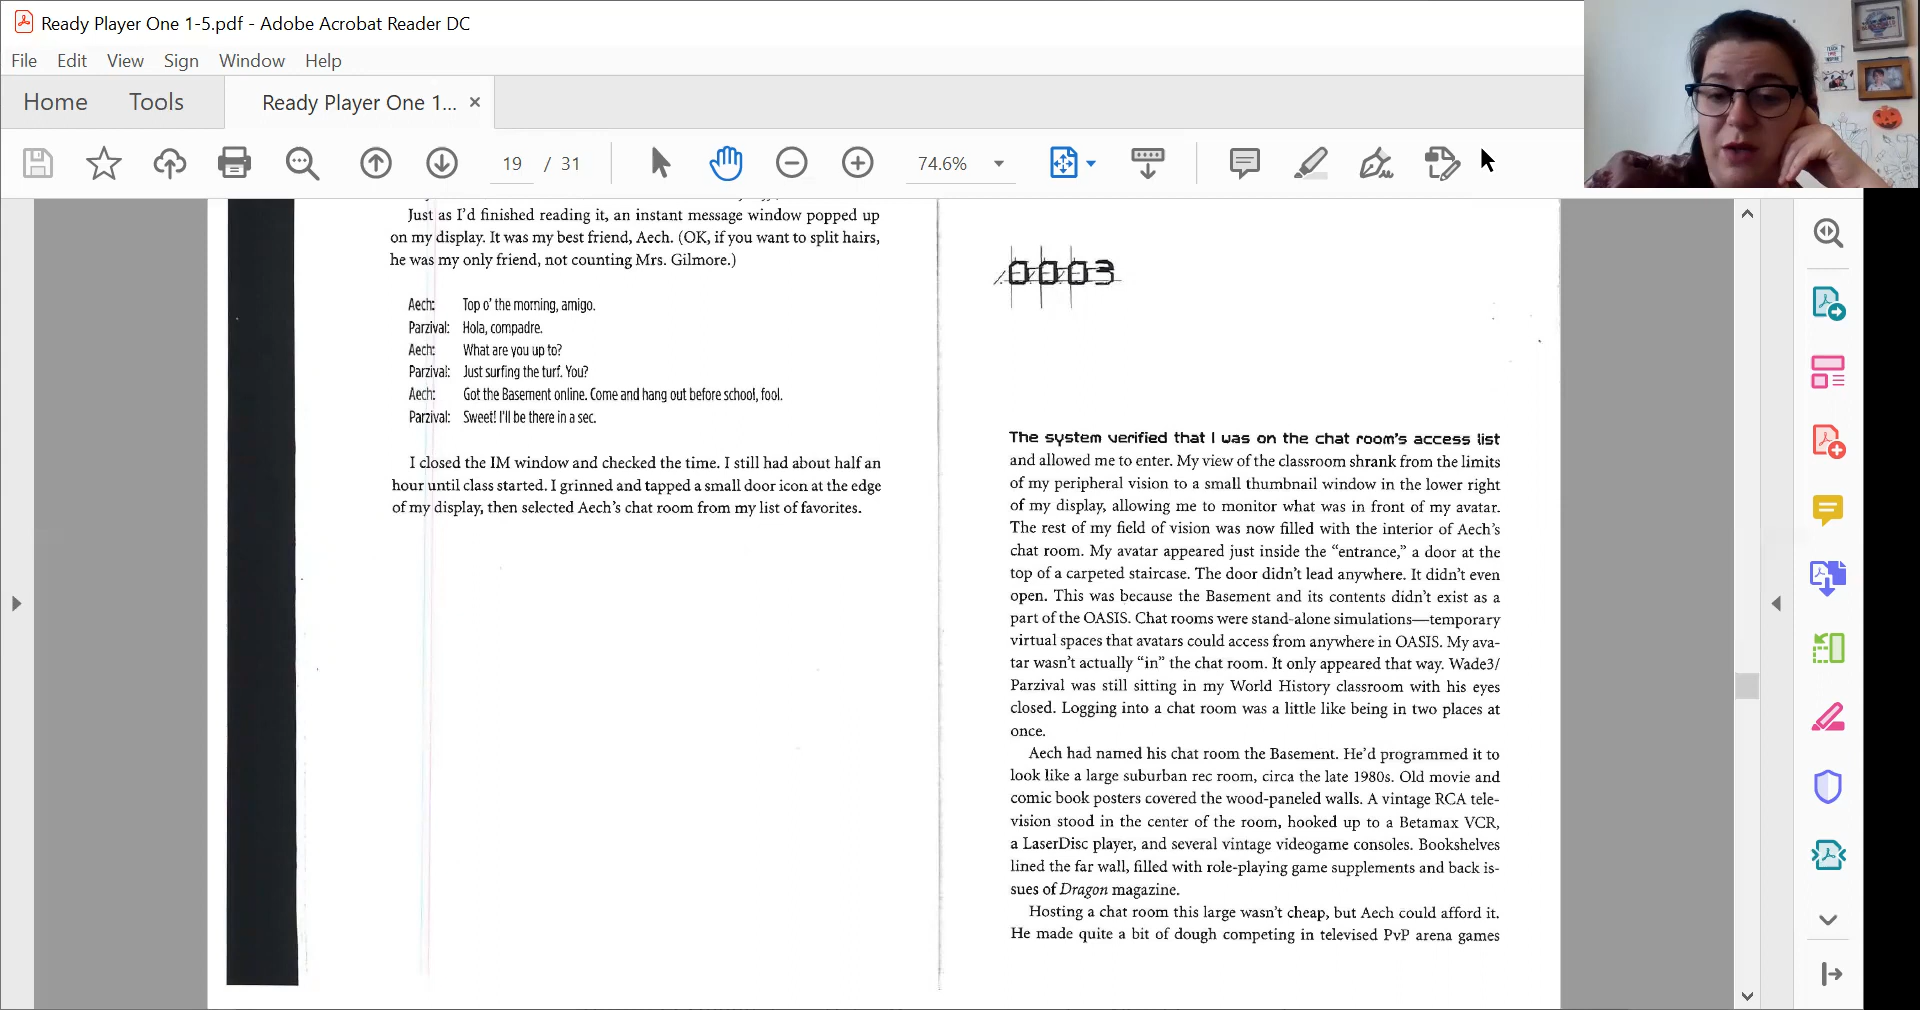 Ready Player One 1-5.pdf - Adobe Acrobat Reader DC
File Edit View Sign Window Help
Home Tools Ready Player One 1... ×
19 / 31 74.6%
Just as I'd finished reading it, an instant message window popped up
on my display. It was my best friend, Aech. (OK, if you want to split hairs,
he was my only friend, not counting Mrs. Gilmore.)
Aech: Top o' the morning, amigo.
Parzival: Hola, compadre.
Aech: What are you up to?
Parzival: Just surfing the turf. You?
Aech: Got the Basement online. Come and hang out before school, fool.
Parzival: Sweet! I'll be there in a sec.
I closed the IM window and checked the time. I still had about half an
hour until class started. I grinned and tapped a small door icon at the edge
of my display, then selected Aech's chat room from my list of favorites.
0003
The system verified that I was on the chat room's access list
and allowed me to enter. My view of the classroom shrank from the limits
of my peripheral vision to a small thumbnail window in the lower right
of my display, allowing me to monitor what was in front of my avatar.
The rest of my field of vision was now filled with the interior of Aech's
chat room. My avatar appeared just inside the “entrance,” a door at the
top of a carpeted staircase. The door didn't lead anywhere. It didn't even
open. This was because the Basement and its contents didn't exist as a
part of the OASIS. Chat rooms were stand-alone simulations—temporary
virtual spaces that avatars could access from anywhere in OASIS. My ava-
tar wasn't actually “in” the chat room. It only appeared that way. Wade3/
Parzival was still sitting in my World History classroom with his eyes
closed. Logging into a chat room was a little like being in two places at
once.
Aech had named his chat room the Basement. He'd programmed it to
look like a large suburban rec room, circa the late 1980s. Old movie and
comic book posters covered the wood-paneled walls. A vintage RCA tele-
vision stood in the center of the room, hooked up to a Betamax VCR,
a LaserDisc player, and several vintage videogame consoles. Bookshelves
lined the far wall, filled with role-playing game supplements and back is-
sues of Dragon magazine.
Hosting a chat room this large wasn't cheap, but Aech could afford it.
He made quite a bit of dough competing in televised PvP arena games